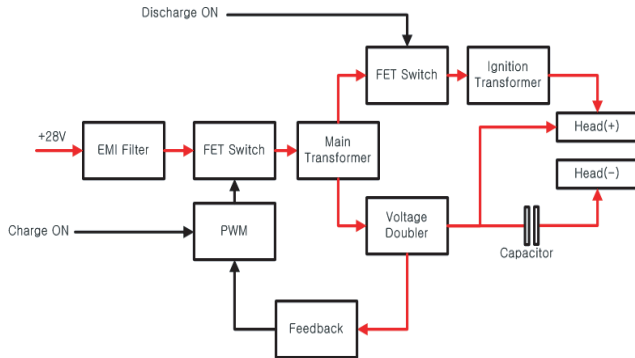 Discharge ON
FET Switch
Ignition
Transformer
+28V
EMI Filter
FET Switch
Main
Transformer
Head(+)
Head(-)
Charge ON
PWM
Voltage
Doubler
Capacitor
Feedback